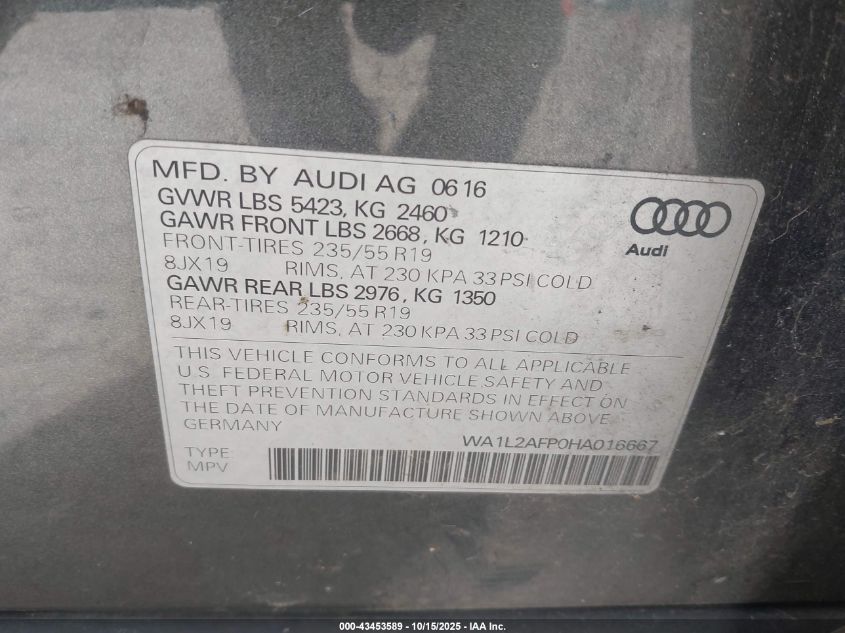 MFD. BY AUDI AG 0616
GVWR LBS 5423, KG 2460
GAWR FRONT LBS 2668, KG 1210
FRONT-TIRES 235/55 R19
8JX19 RIMS, AT 230 KPA 33 PSI COLD
GAWR REAR LBS 2976, KG 1350
REAR-TIRES 235/55 R19
8JX19 RIMS, AT 230 KPA 33 PSI COLD
Audi
THIS VEHICLE CONFORMS TO ALL APPLICABLE
U.S. FEDERAL MOTOR VEHICLE SAFETY AND
THEFT PREVENTION STANDARDS IN EFFECT ON
THE DATE OF MANUFACTURE SHOWN ABOVE
GERMANY
WA1L2AFP0HA016667
TYPE
MPV
000-43453589 - 10/15/2025 - IAA Inc.